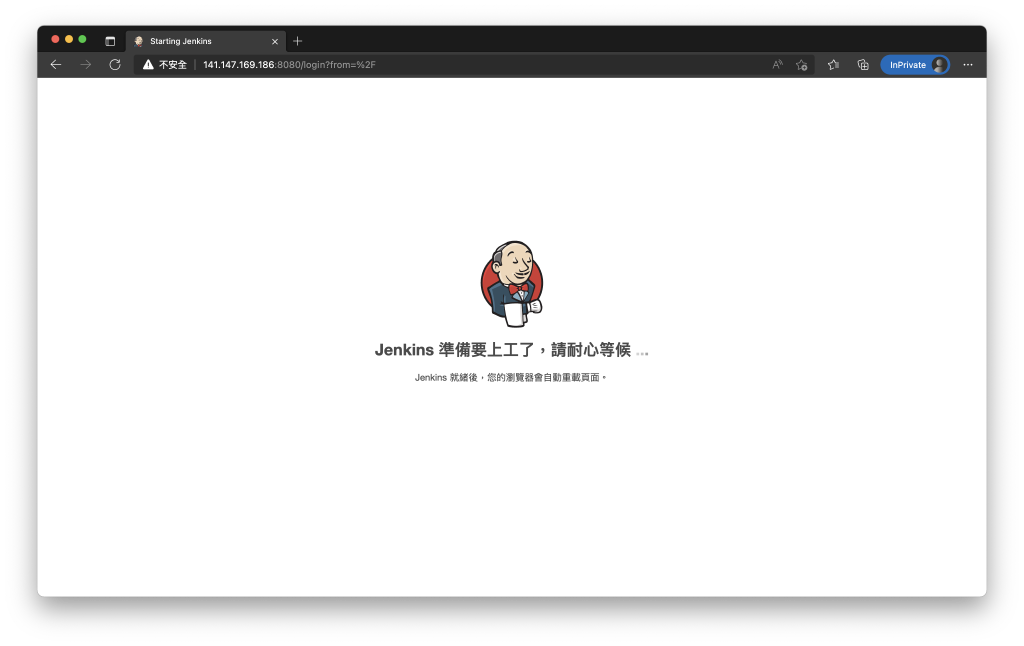 Starting Jenkins
不安全 141.147.169.186:8080/login?from=%2F
InPrivate
Jenkins 準備要上工了，請耐心等候 ...
Jenkins 就緒後，您的瀏覽器會自動重載頁面。